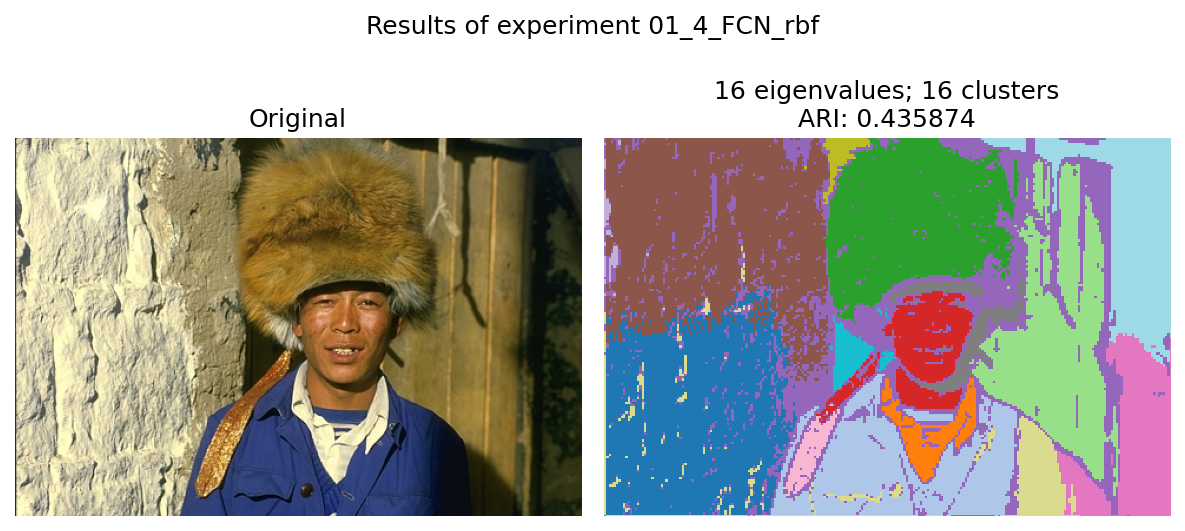 Results of experiment 01_4_FCN_rbf
Original
16 eigenvalues; 16 clusters
ARI: 0.435874